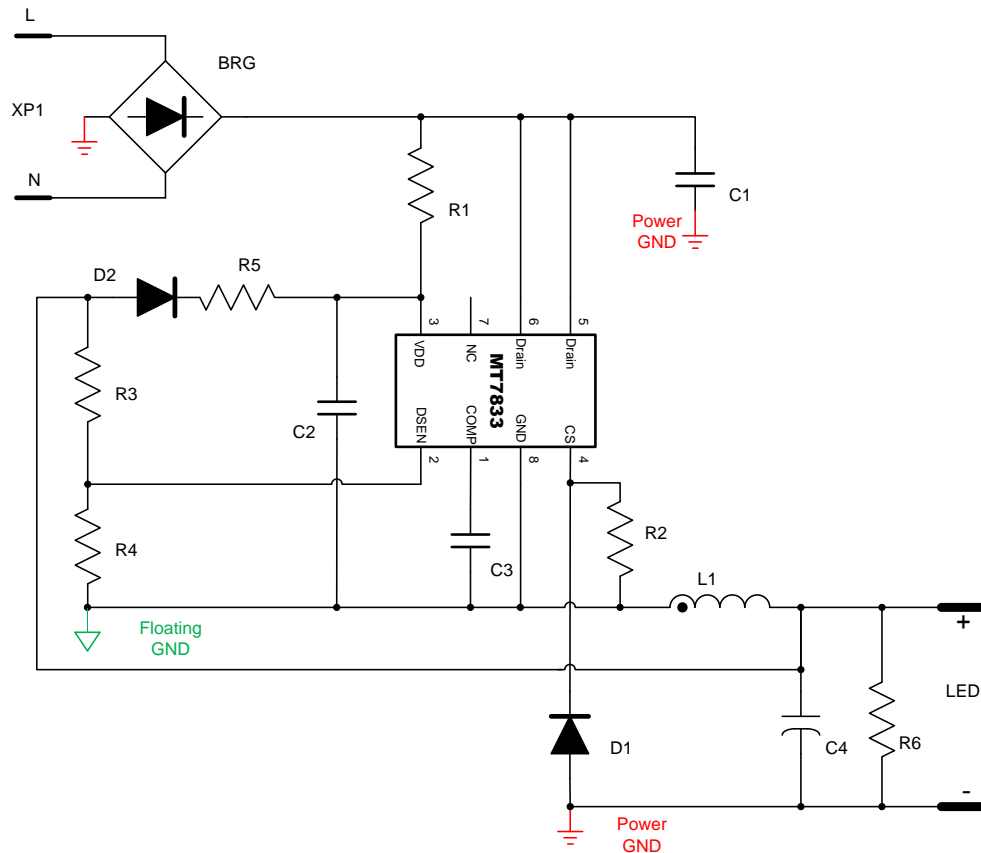 L
BRG
XP1
N
R1
C1
Power
GND
D2
R5
3
7
6
5
VDD
NC
Drain
Drain
MT7833
R3
C2
DSEN
COMP
GND
CS
2
1
8
4
R4
C3
R2
L1
Floating
GND
+
LED
D1
C4
R6
-
Power
GND